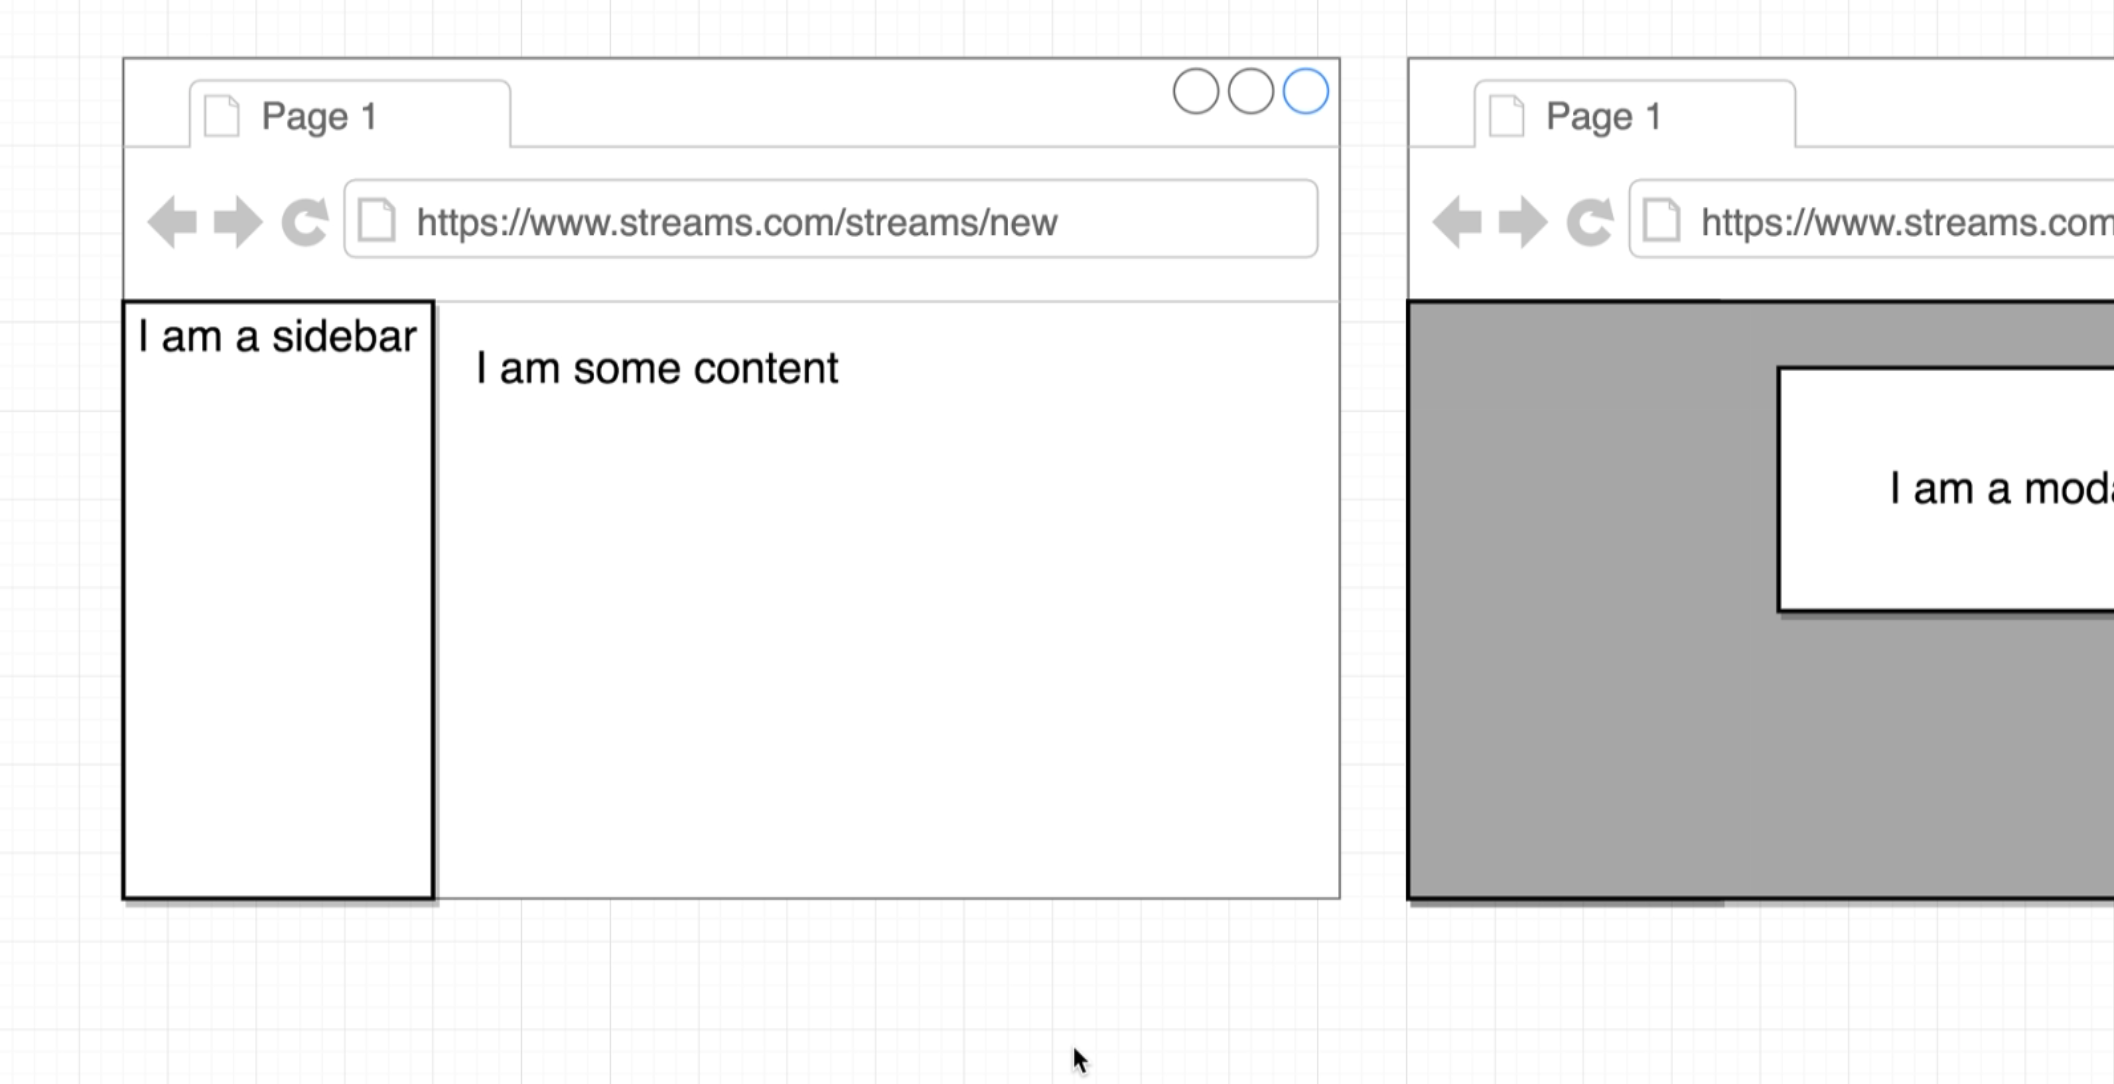 Page 1
https://www.streams.com/streams/new
I am a sidebar
I am some content
Page 1
https://www.streams.com
I am a